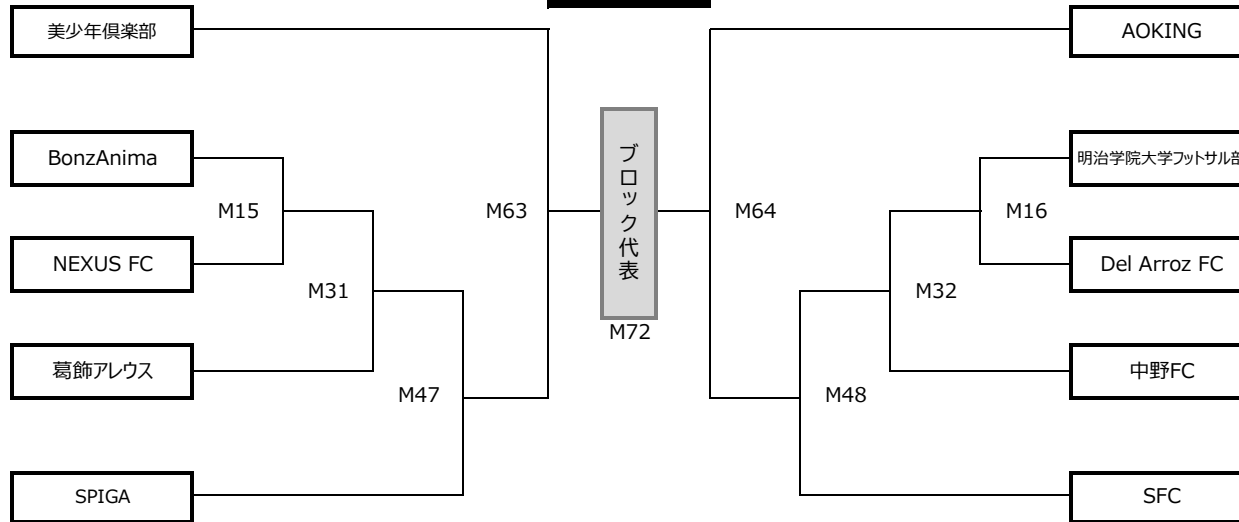 美少年倶楽部
AOKING
BonzAnima
明治学院大学フットサル部
M15
M63
ブロック代表
M64
M16
NEXUS FC
Del Arroz FC
M31
M32
M72
葛飾アレウス
中野FC
M47
M48
SPIGA
SFC